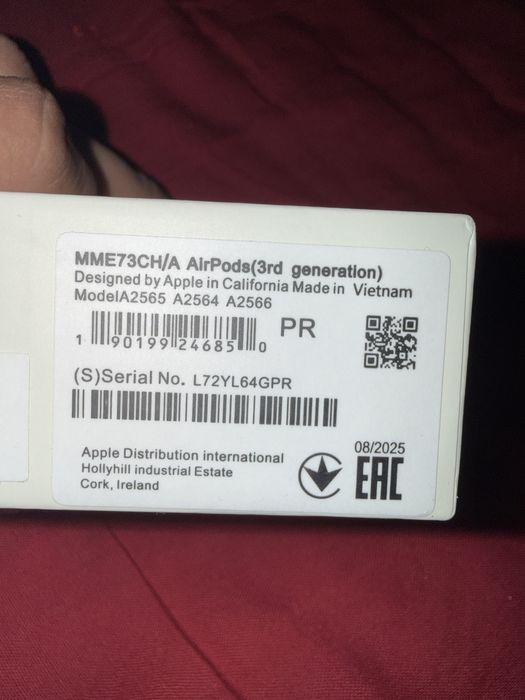 MME73CH/A AirPods(3rd generation)
Designed by Apple in California Made in Vietnam
ModelA2565 A2564 A2566
1 90199 24685 0
PR
(S)Serial No. L72YL64GPR
Apple Distribution international
Hollyhill industrial Estate
Cork, Ireland
08/2025
EAC